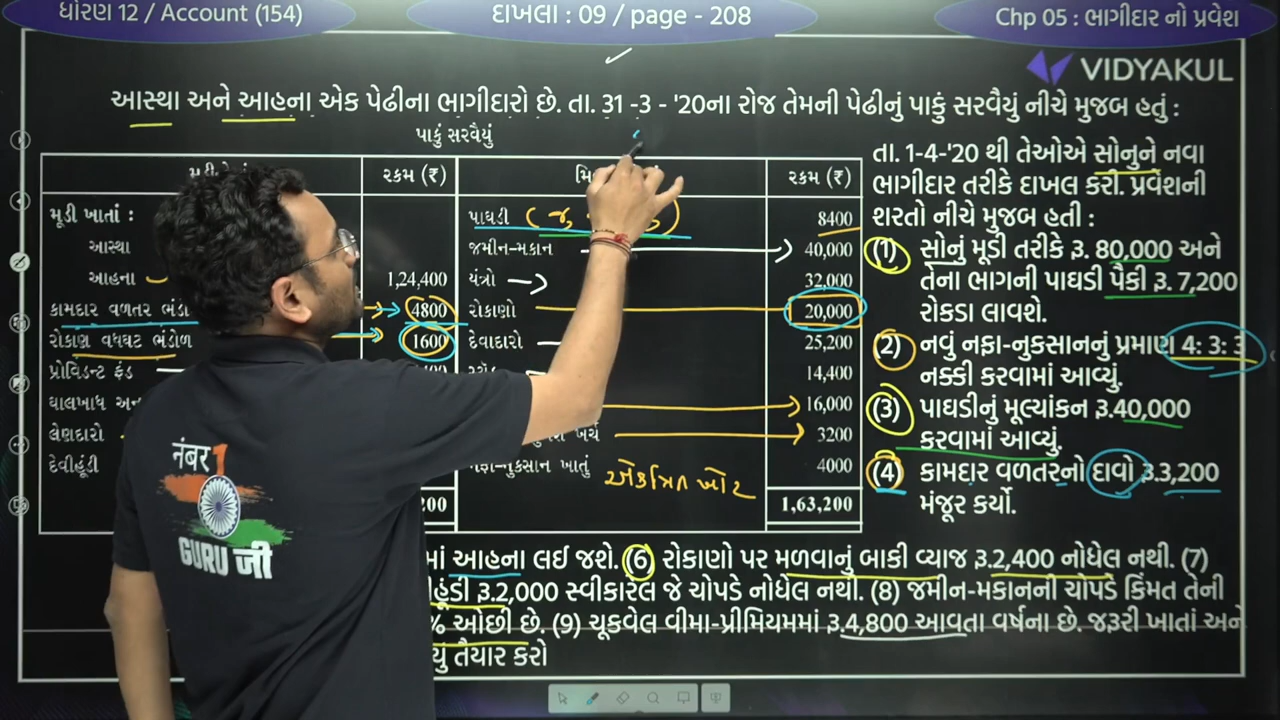 ધોરણ 12 / Account (154)
દાખલા : 09 / page - 208
Chp 05 : ભાગીદાર નો પ્રવેશ
VIDYAKUL
આસ્થા અને આહના એક પેઢીના ભાગીદારો છે. તા. 31 -3 - '20ના રોજ તેમની પેઢીનું પાકું સરવૈયું નીચે મુજબ હતું :
પાકું સરવૈયું
રકમ (₹)
રકમ (₹)
મૂડી ખાતાં :
પાઘડી
8400
આસ્થા
જમીન-મકાન
40,000
આહના
1,24,400
યંત્રો
32,000
કામદાર વળતર ભંડો
4800
રોકાણો
20,000
રોકાણ વધઘટ ભંડોળ
1600
દેવાદારો
25,200
પ્રોવિડન્ટ ફંડ
14,400
ઘાલખાધ અન
16,000
લેણદારો
ખર્ચ
3200
દેવીહૂંડી
નફા-નુકસાન ખાતું
એકત્રિત ખોટ
4000
200
1,63,200
તા. 1-4-'20 થી તેઓએ સોનુને નવા
ભાગીદાર તરીકે દાખલ કરી. પ્રવેશની
શરતો નીચે મુજબ હતી :
(1) સોનું મૂડી તરીકે રૂ. 80,000 અને
તેના ભાગની પાઘડી પૈકી રૂ. 7,200
રોકડા લાવશે.
(2) નવું નફા-નુકસાનનું પ્રમાણ 4: 3: 3
નક્કી કરવામાં આવ્યું.
(3) પાઘડીનું મૂલ્યાંકન રૂ.40,000
કરવામાં આવ્યું.
(4) કામદાર વળતરનો દાવો રૂ.3,200
મંજૂર કર્યો.
માં આહના લઈ જશે. (6) રોકાણો પર મળવાનું બાકી વ્યાજ રૂ.2,400 નોધેલ નથી. (7)
હૂંડી રૂ.2,000 સ્વીકારેલ જે ચોપડે નોધેલ નથી. (8) જમીન-મકાનની ચોપડે કિંમત તેની
% ઓછી છે. (9) ચૂકવેલ વીમા-પ્રીમિયમમાં રૂ.4,800 આવતા વર્ષના છે. જરૂરી ખાતાં અને
યુ તૈયાર કરો
નંબર 1
GURU જી